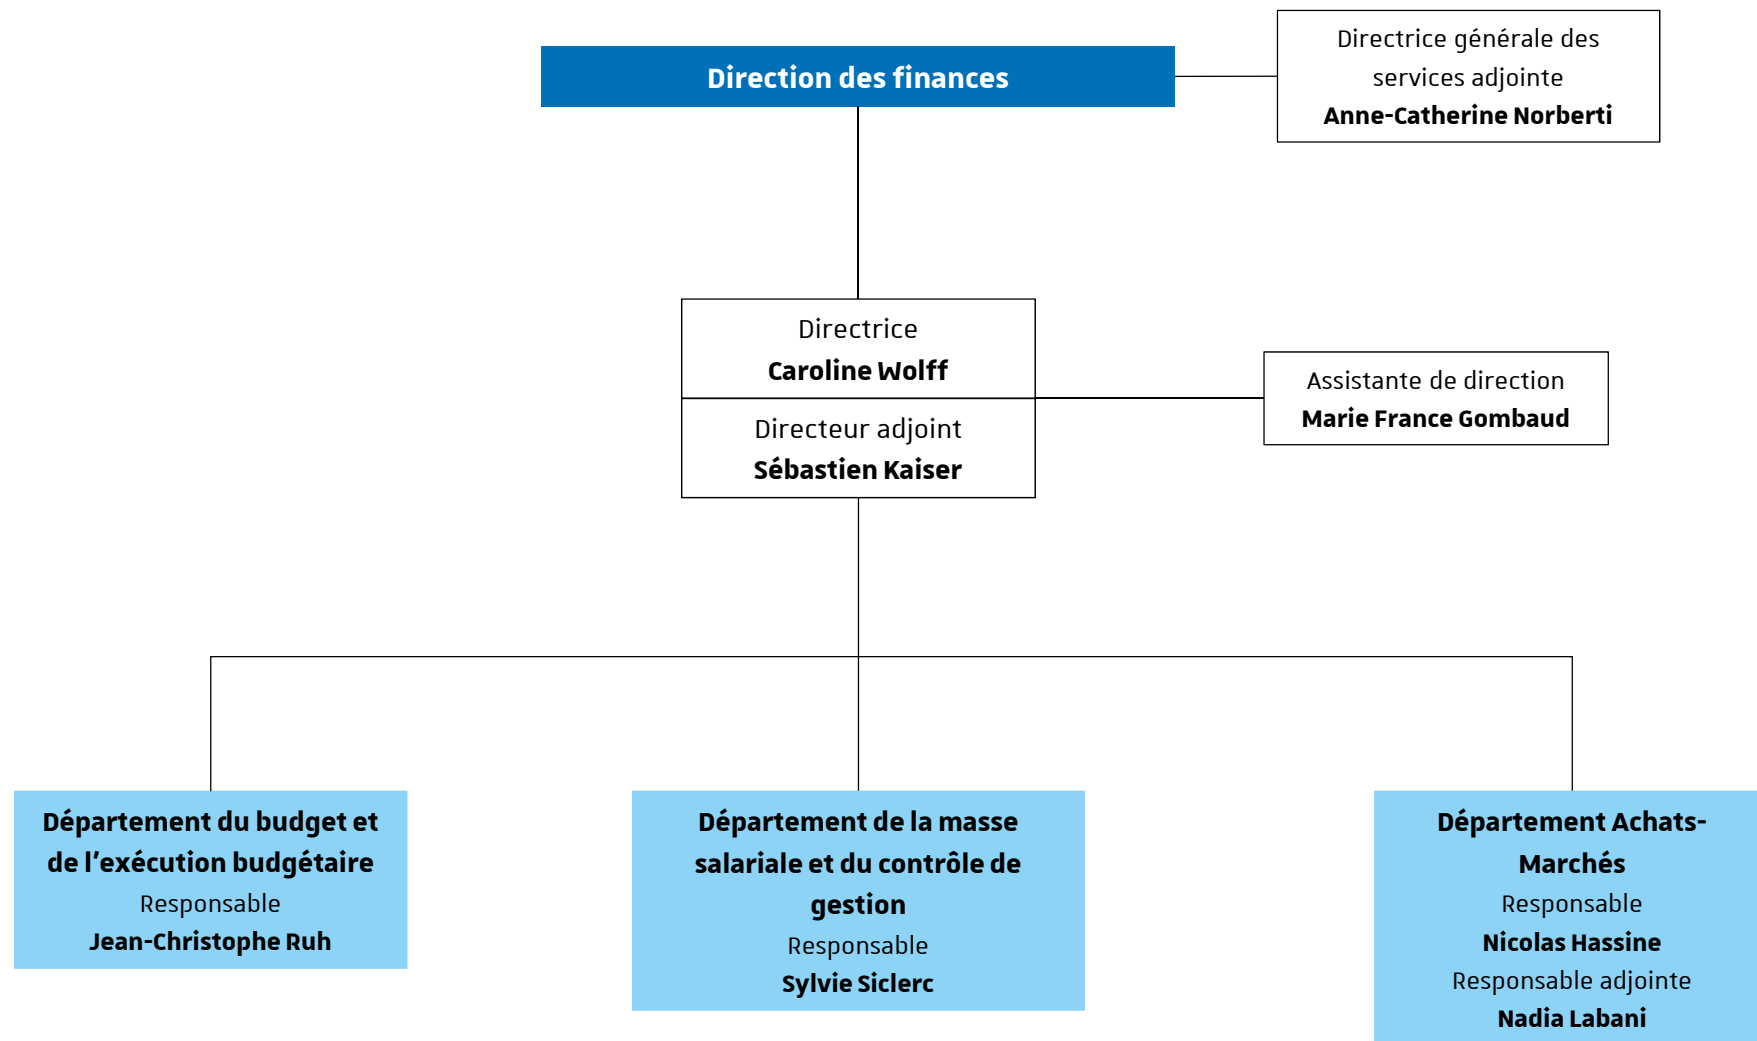 Direction des finances
Directrice générale des
services adjointe
Anne-Catherine Norberti
Directrice
Caroline Wolff
Directeur adjoint
Sébastien Kaiser
Assistante de direction
Marie France Gombaud
Département du budget et
de l'exécution budgétaire
Responsable
Jean-Christophe Ruh
Département de la masse
salariale et du contrôle de
gestion
Responsable
Sylvie Siclerc
Département Achats-
Marchés
Responsable
Nicolas Hassine
Responsable adjointe
Nadia Labani